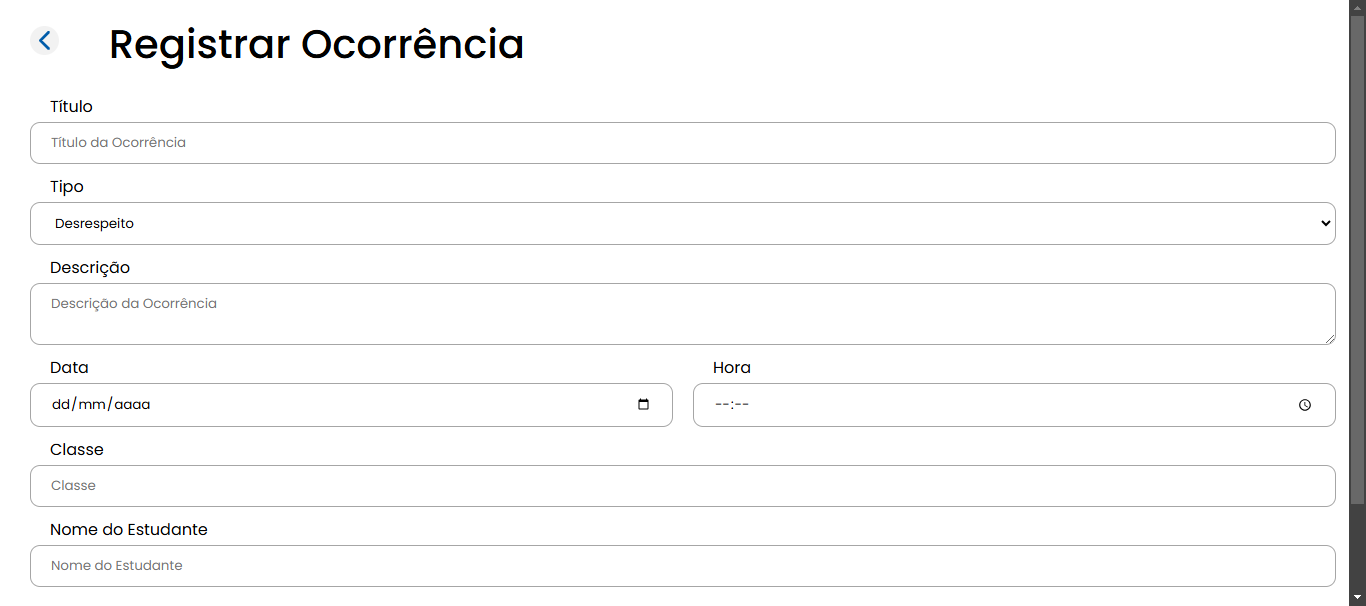 Registrar Ocorrência
Título
Título da Ocorrência
Tipo
Desrespeito
Descrição
Descrição da Ocorrência
Data
Hora
dd/mm/aaaa
--:--
Classe
Classe
Nome do Estudante
Nome do Estudante